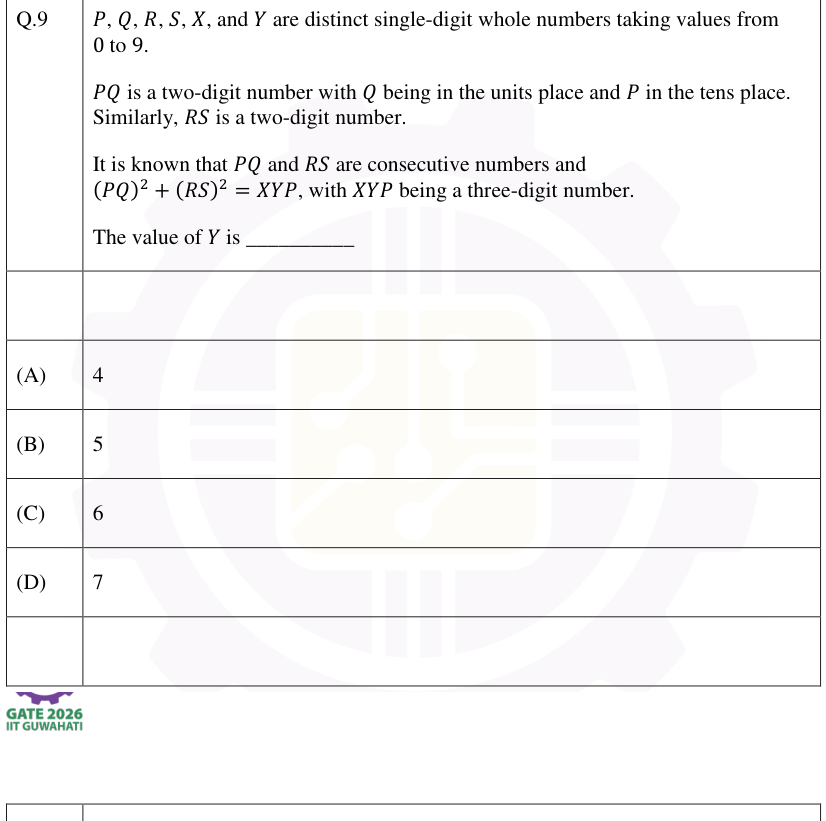 Q.9
P, Q, R, S, X, and Y are distinct single-digit whole numbers taking values from
0 to 9.
PQ is a two-digit number with Q being in the units place and P in the tens place.
Similarly, RS is a two-digit number.
It is known that PQ and RS are consecutive numbers and
(PQ)² + (RS)² = XYP, with XYP being a three-digit number.
The value of Y is __________
(A) 4
(B) 5
(C) 6
(D) 7
GATE 2026
IIT GUWAHATI